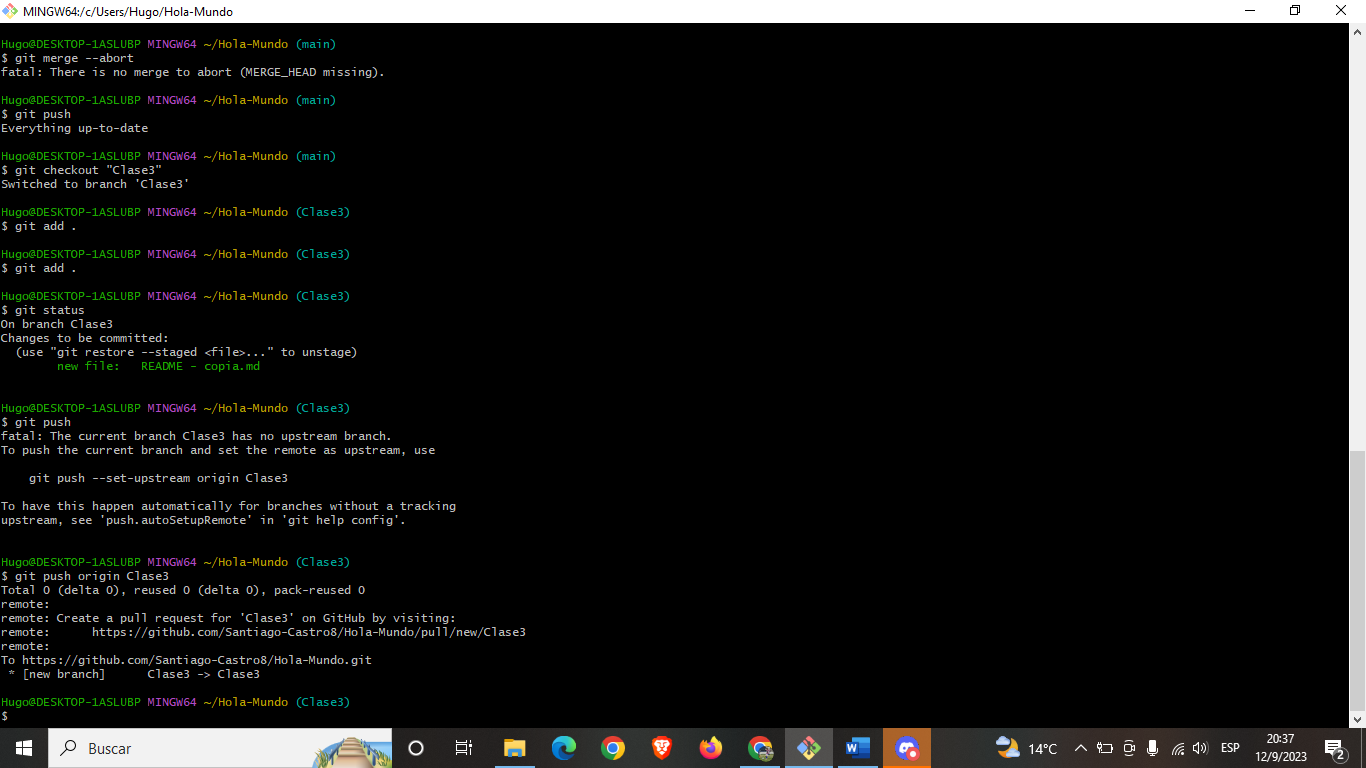 MINGW64:/c/Users/Hugo/Hola-Mundo
Hugo@DESKTOP-1ASLUBP MINGW64 ~/Hola-Mundo (main)
$ git merge --abort
fatal: There is no merge to abort (MERGE_HEAD missing).
Hugo@DESKTOP-1ASLUBP MINGW64 ~/Hola-Mundo (main)
$ git push
Everything up-to-date
Hugo@DESKTOP-1ASLUBP MINGW64 ~/Hola-Mundo (main)
$ git checkout "Clase3"
Switched to branch 'Clase3'
Hugo@DESKTOP-1ASLUBP MINGW64 ~/Hola-Mundo (Clase3)
$ git add .
Hugo@DESKTOP-1ASLUBP MINGW64 ~/Hola-Mundo (Clase3)
$ git add .
Hugo@DESKTOP-1ASLUBP MINGW64 ~/Hola-Mundo (Clase3)
$ git status
On branch Clase3
Changes to be committed:
  (use "git restore --staged <file>..." to unstage)
        new file:   README - copia.md
Hugo@DESKTOP-1ASLUBP MINGW64 ~/Hola-Mundo (Clase3)
$ git push
fatal: The current branch Clase3 has no upstream branch.
To push the current branch and set the remote as upstream, use
    git push --set-upstream origin Clase3
To have this happen automatically for branches without a tracking
upstream, see 'push.autoSetupRemote' in 'git help config'.
Hugo@DESKTOP-1ASLUBP MINGW64 ~/Hola-Mundo (Clase3)
$ git push origin Clase3
Total 0 (delta 0), reused 0 (delta 0), pack-reused 0
remote:
remote: Create a pull request for 'Clase3' on GitHub by visiting:
remote:      https://github.com/Santiago-Castro8/Hola-Mundo/pull/new/Clase3
remote:
To https://github.com/Santiago-Castro8/Hola-Mundo.git
 * [new branch]      Clase3 -> Clase3
Hugo@DESKTOP-1ASLUBP MINGW64 ~/Hola-Mundo (Clase3)
$
Buscar
14°C
ESP
20:37
12/9/2023
2